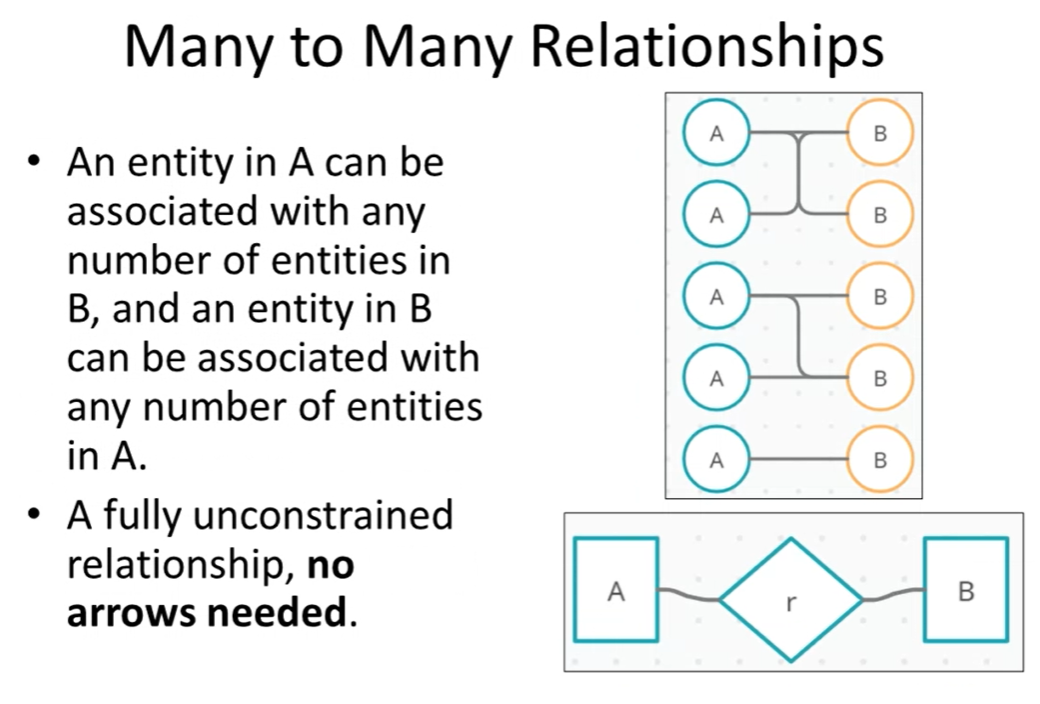 Many to Many Relationships
• An entity in A can be
associated with any
number of entities in
B, and an entity in B
can be associated with
any number of entities
in A.
• A fully unconstrained
relationship, no
arrows needed.
A B
A B
A B
A B
A B
A r B